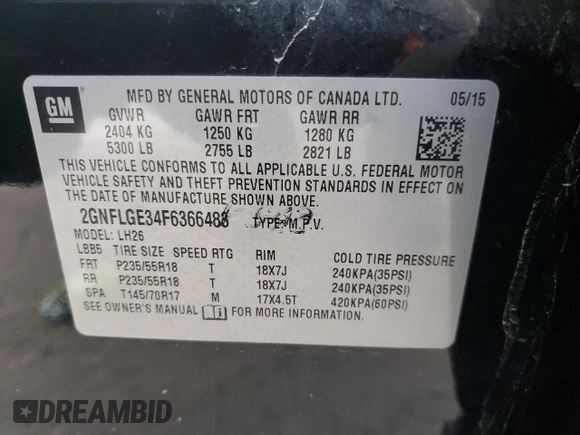 GM
MFD BY GENERAL MOTORS OF CANADA LTD. 05/15
GVWR GAWR FRT GAWR RR
2404 KG 1250 KG 1280 KG
5300 LB 2755 LB 2821 LB
THIS VEHICLE CONFORMS TO ALL APPLICABLE U.S. FEDERAL MOTOR
VEHICLE SAFETY AND THEFT PREVENTION STANDARDS IN EFFECT ON
THE DATE OF MANUFACTURE SHOWN ABOVE.
2GNFLGE34F6366488 TYPE: M.P.V.
MODEL: LH26
LBB5 TIRE SIZE SPEED RTG RIM COLD TIRE PRESSURE
FRT P235/55R18 T 18X7J 240KPA(35PSI)
RR P235/55R18 T 18X7J 240KPA(35PSI)
SPA T145/70R17 M 17X4.5T 420KPA(60PSI)
SEE OWNER'S MANUAL FOR MORE INFORMATION.
DREAMBID